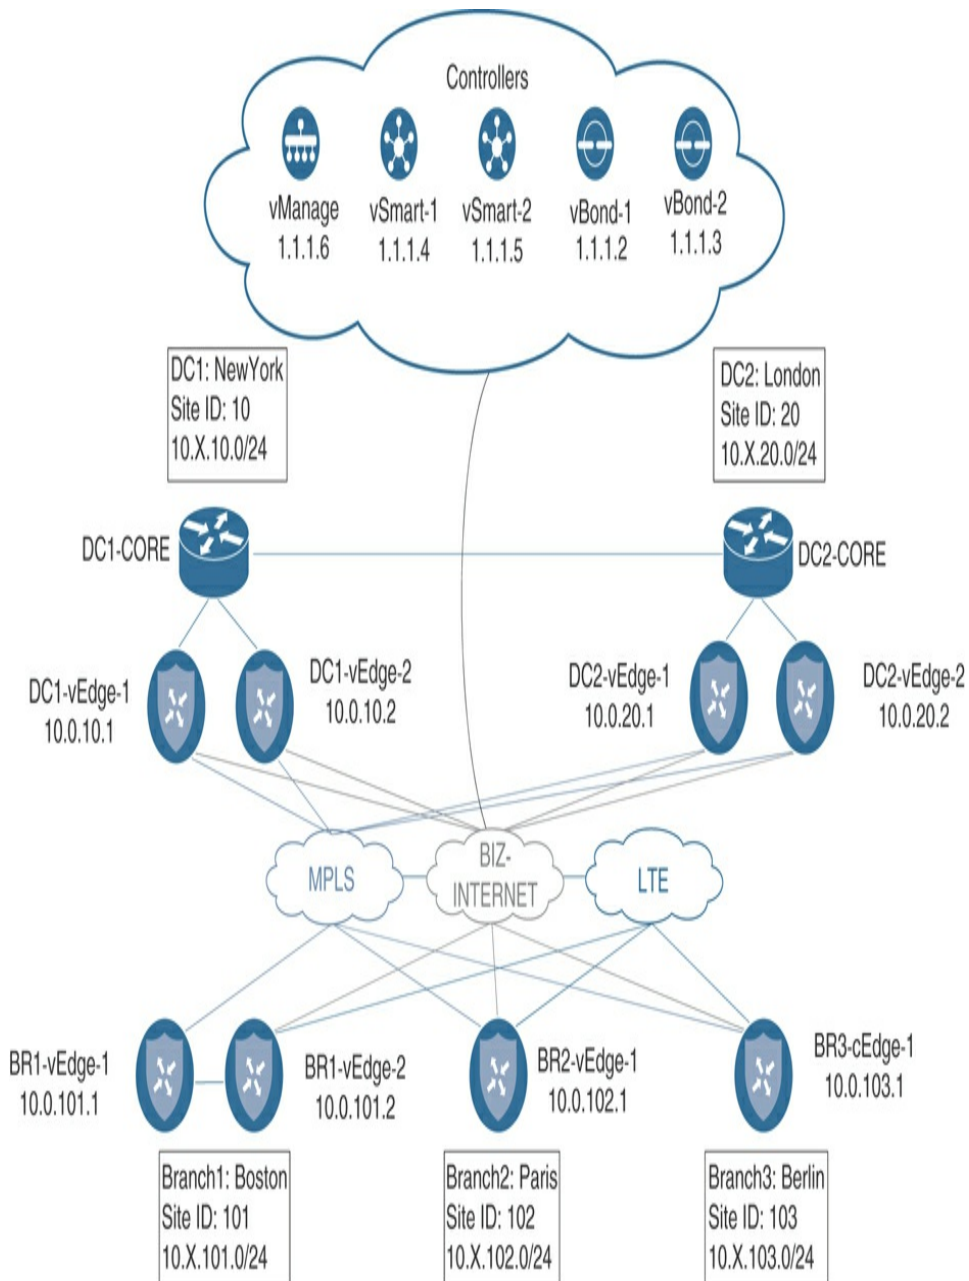 Controllers
vManage
1.1.1.6
vSmart-1
1.1.1.4
vSmart-2
1.1.1.5
vBond-1
1.1.1.2
vBond-2
1.1.1.3
DC1: NewYork
Site ID: 10
10.X.10.0/24
DC2: London
Site ID: 20
10.X.20.0/24
DC1-CORE
DC2-CORE
DC1-vEdge-1
10.0.10.1
DC1-vEdge-2
10.0.10.2
DC2-vEdge-1
10.0.20.1
DC2-vEdge-2
10.0.20.2
MPLS
BIZ-
INTERNET
LTE
BR1-vEdge-1
10.0.101.1
BR1-vEdge-2
10.0.101.2
BR2-vEdge-1
10.0.102.1
BR3-cEdge-1
10.0.103.1
Branch1: Boston
Site ID: 101
10.X.101.0/24
Branch2: Paris
Site ID: 102
10.X.102.0/24
Branch3: Berlin
Site ID: 103
10.X.103.0/24